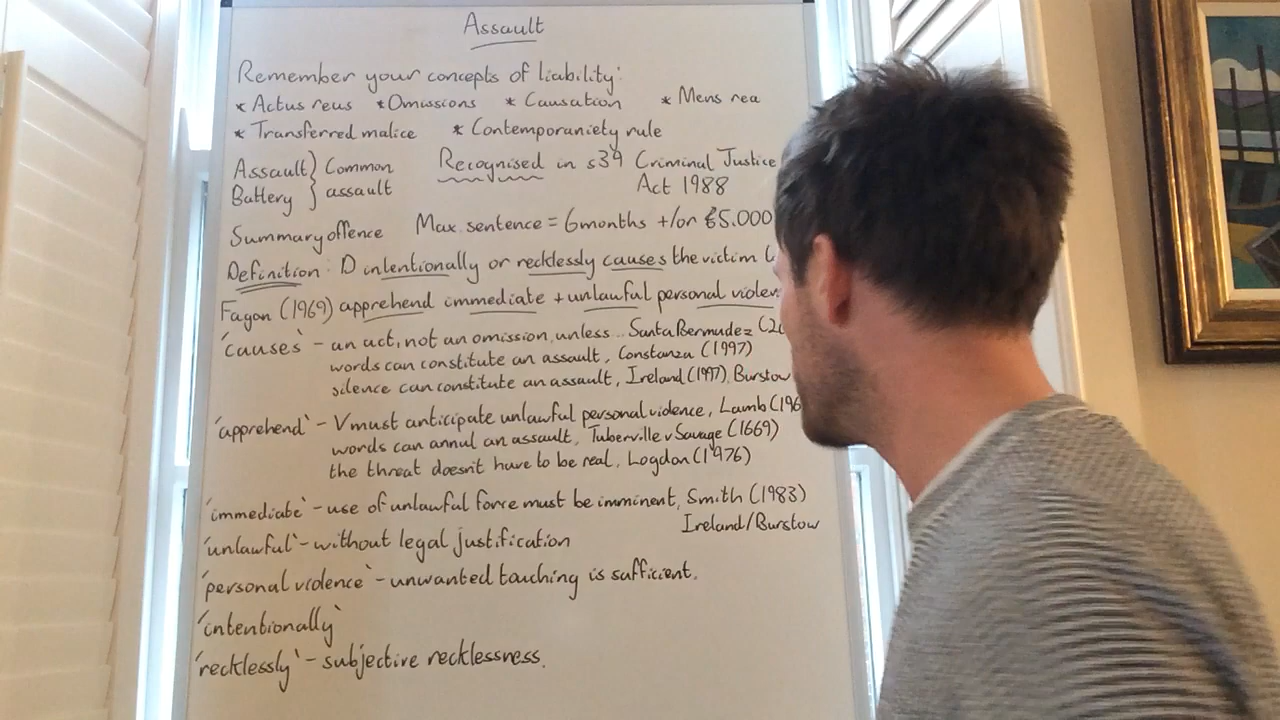 Assault
Remember your concepts of liability:
* Actus reus * Omissions * Causation * Mens rea
* Transferred malice * Contemporaniety rule
Assault } Common Recognised in s39 Criminal Justice
Battery } assault Act 1988
Summary offence Max. sentence = 6months +/or £5.000
Definition: D intentionally or recklessly causes the victim
Fagan (1969) apprehend immediate + unlawful personal
'causes' - an act, not an omission, unless... Santa Bermudez
words can constitute an assault, Constanza (1997)
silence can constitute an assault, Ireland (1997), Burstow
'apprehend' - V must anticipate unlawful personal violence, Lamb
words can annul an assault, Tuberville v Savage (1669)
the threat doesn't have to be real, Logdon (1976)
'immediate' - use of unlawful force must be imminent, Smith (1983)
Ireland/Burstow
'unlawful' - without legal justification
'personal violence' - unwanted touching is sufficient.
'intentionally'
'recklessly' - subjective recklessness.